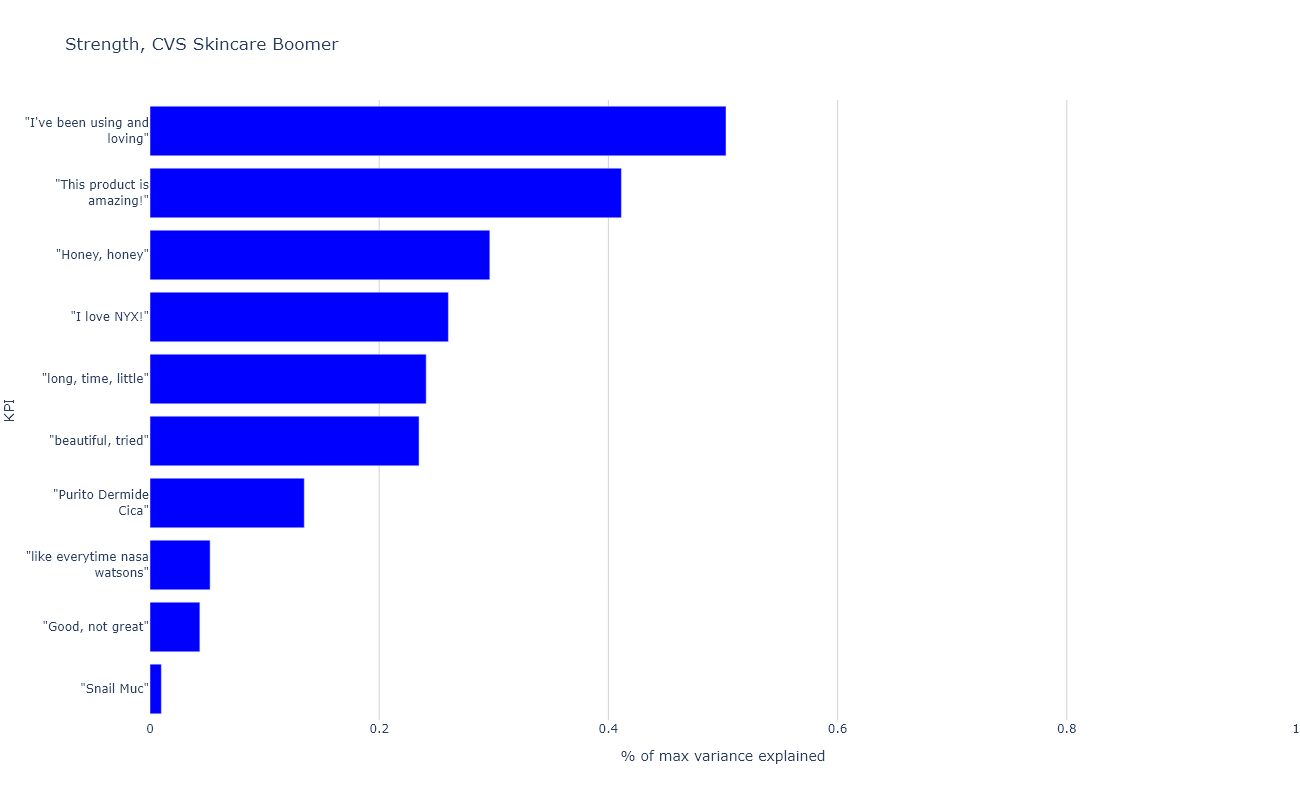 Strength, CVS Skincare Boomer
"I've been using and
loving"
"This product is
amazing!"
"Honey, honey"
"I love NYX!"
"long, time, little"
"beautiful, tried"
"Purito Dermide
Cica"
"like everytime nasa
watsons"
"Good, not great"
"Snail Muc"
KPI
0 0.2 0.4 0.6 0.8 1
% of max variance explained